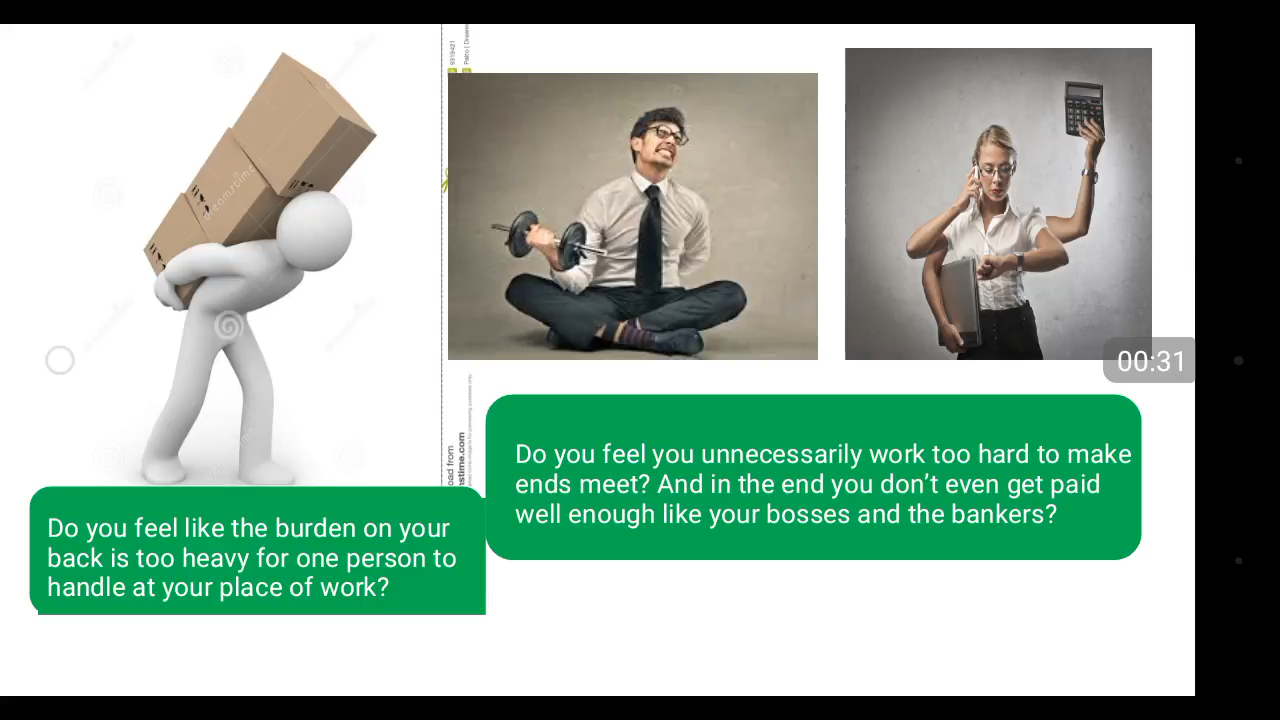 Do you feel like the burden on your
back is too heavy for one person to
handle at your place of work?
Do you feel you unnecessarily work too hard to make
ends meet? And in the end you don't even get paid
well enough like your bosses and the bankers?
00:31
dreamstime